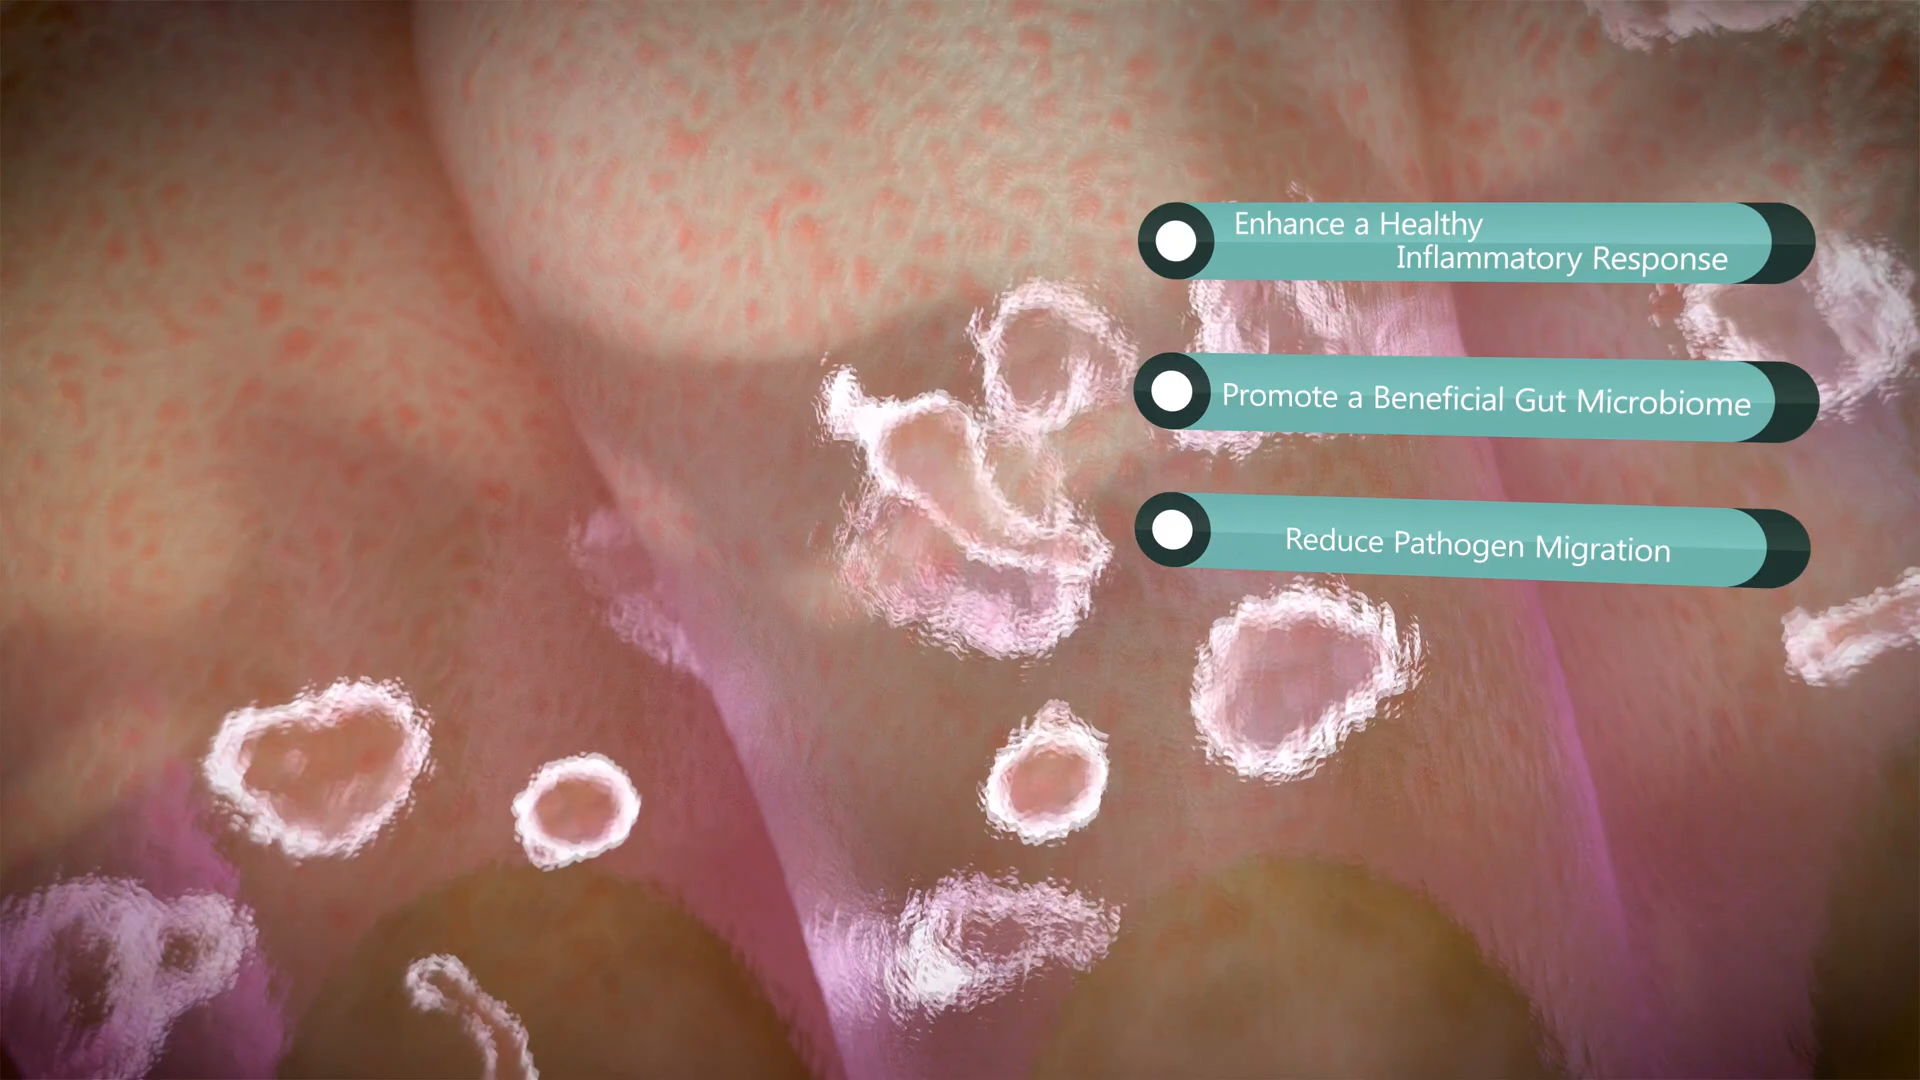 Enhance a Healthy
Inflammatory Response
Promote a Beneficial Gut Microbiome
Reduce Pathogen Migration